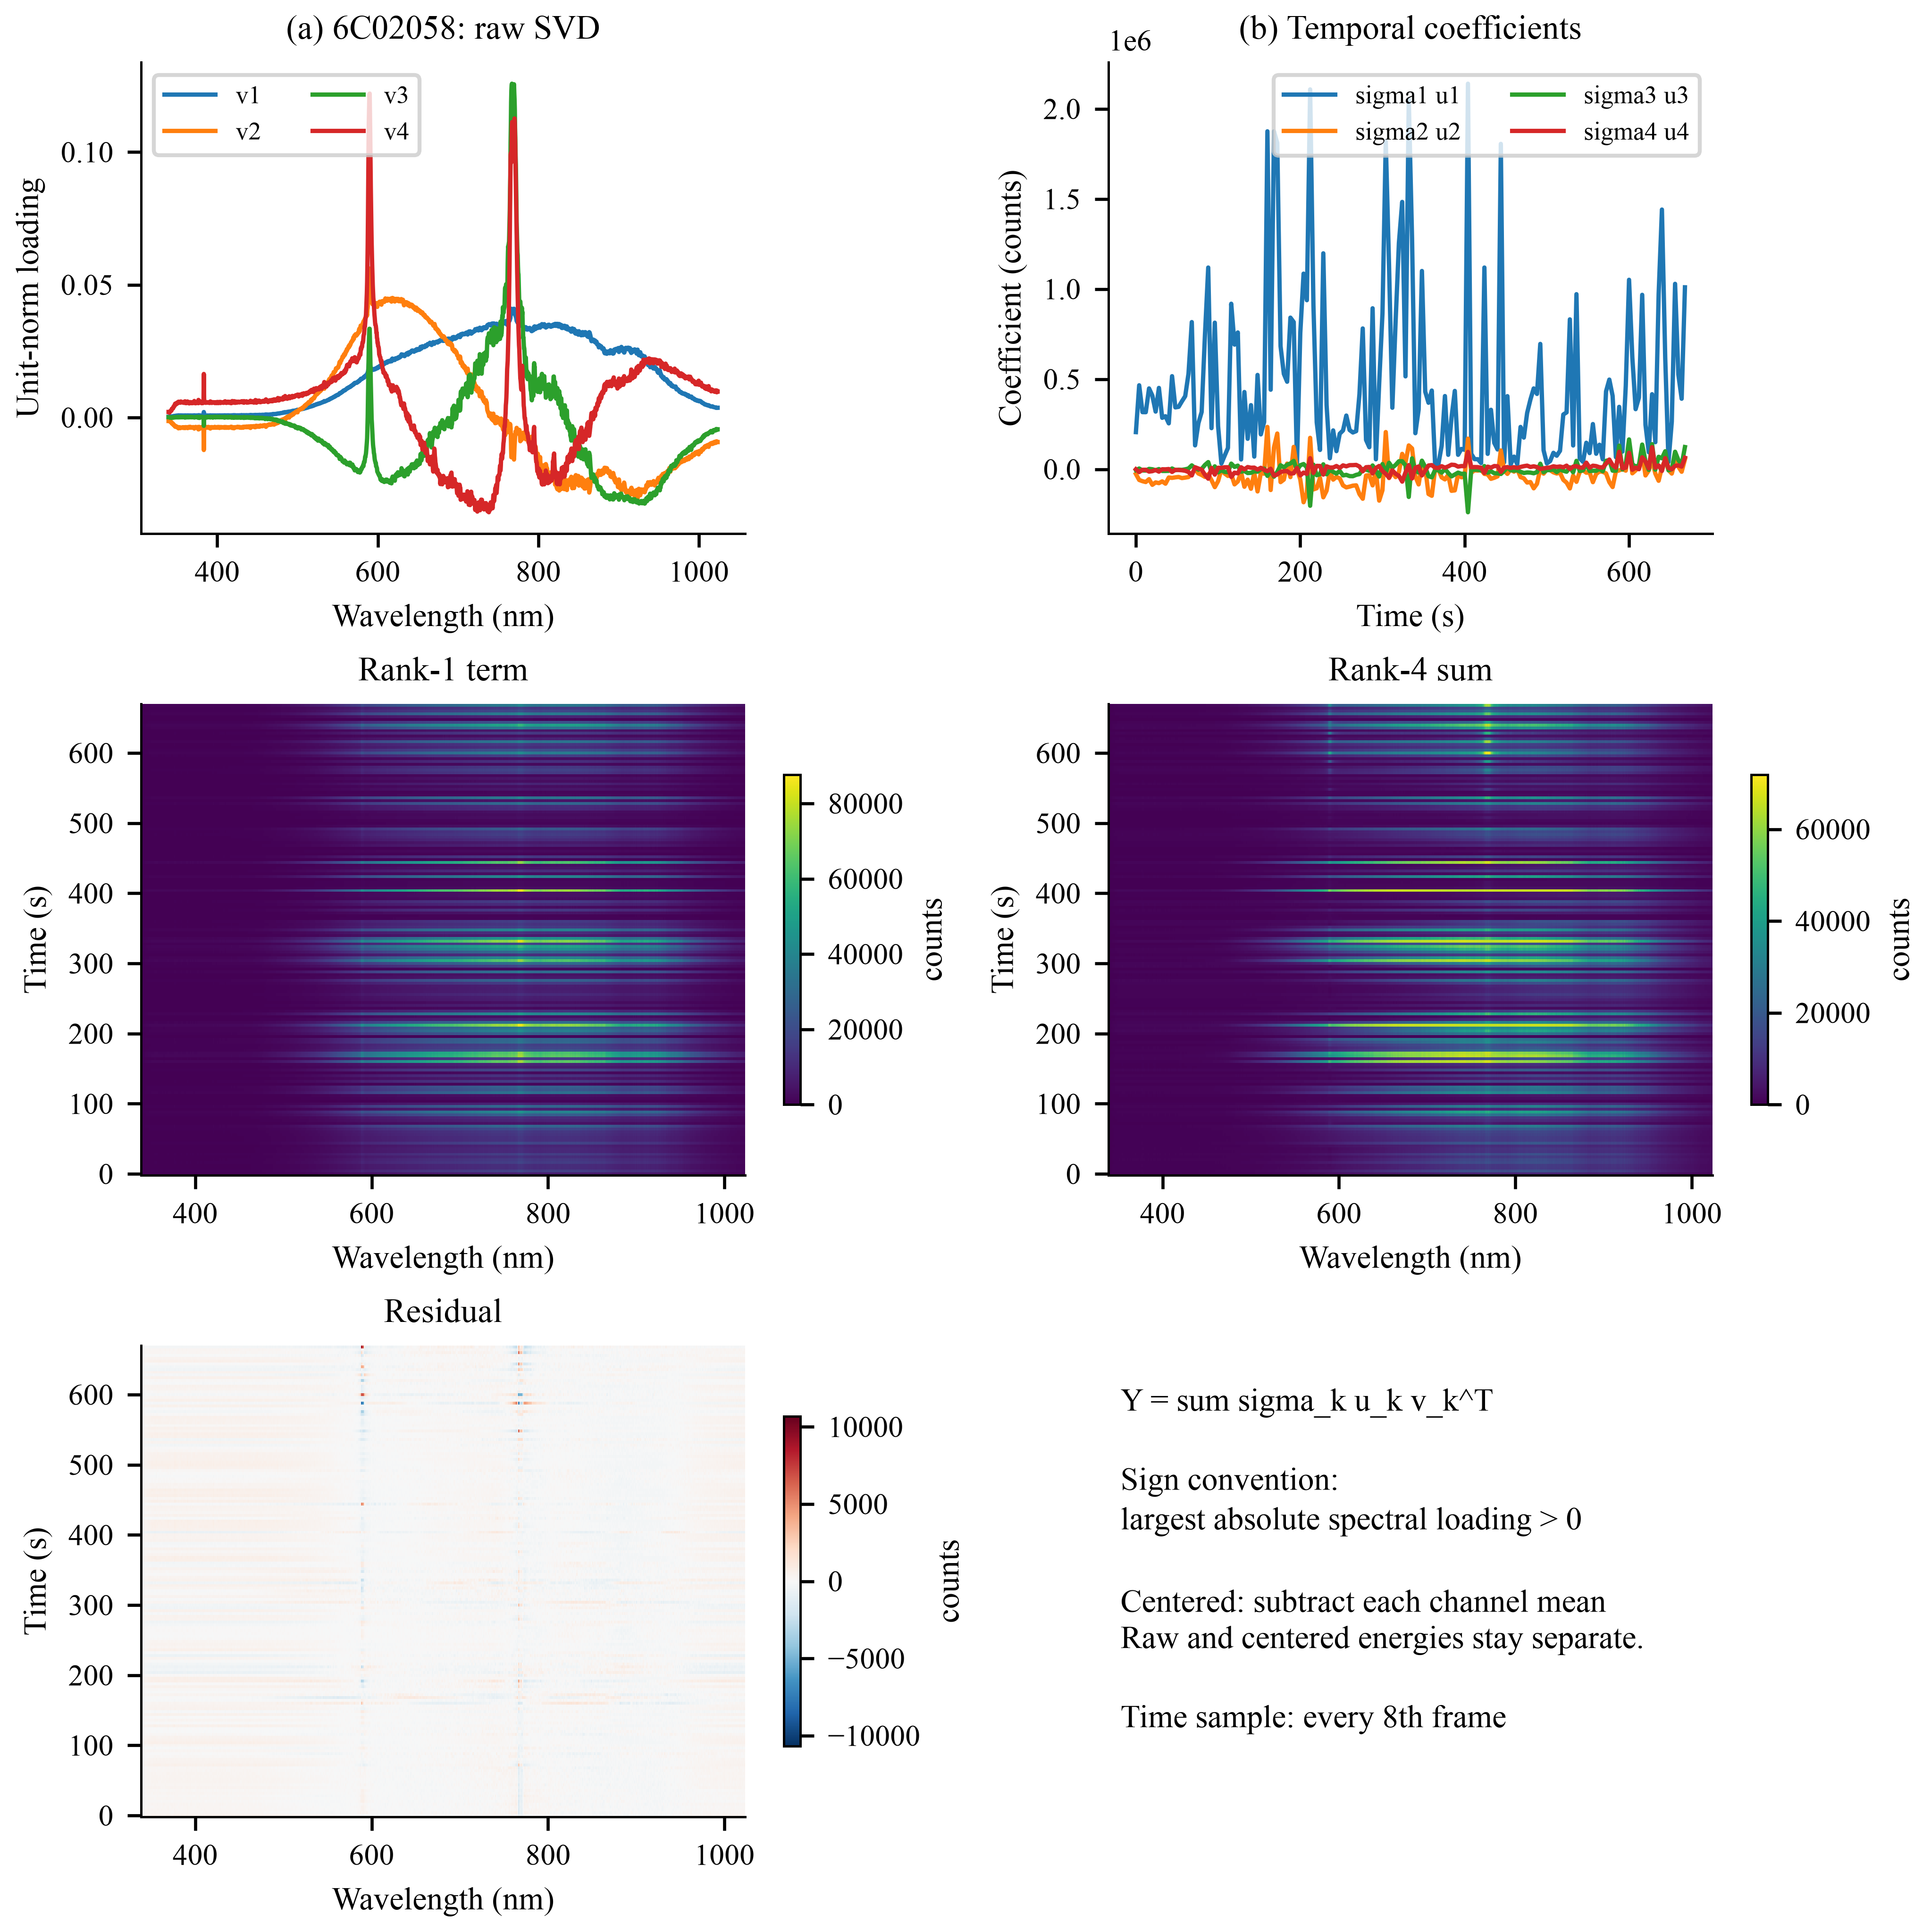 (a) 6C02058: raw SVD
v1
v2
v3
v4
0.10
0.05
0.00
Unit-norm loading
400 600 800 1000
Wavelength (nm)
(b) Temporal coefficients
1e6
sigma1 u1
sigma2 u2
sigma3 u3
sigma4 u4
2.0
1.5
1.0
0.5
0.0
Coefficient (counts)
0 200 400 600
Time (s)
Rank-1 term
600
500
400
300
200
100
0
Time (s)
400 600 800 1000
Wavelength (nm)
80000
60000
40000
20000
0
counts
Rank-4 sum
600
500
400
300
200
100
0
Time (s)
400 600 800 1000
Wavelength (nm)
60000
40000
20000
0
counts
Residual
600
500
400
300
200
100
0
Time (s)
400 600 800 1000
Wavelength (nm)
10000
5000
0
−5000
−10000
counts
Y = sum sigma_k u_k v_k^T
Sign convention:
largest absolute spectral loading > 0
Centered: subtract each channel mean
Raw and centered energies stay separate.
Time sample: every 8th frame